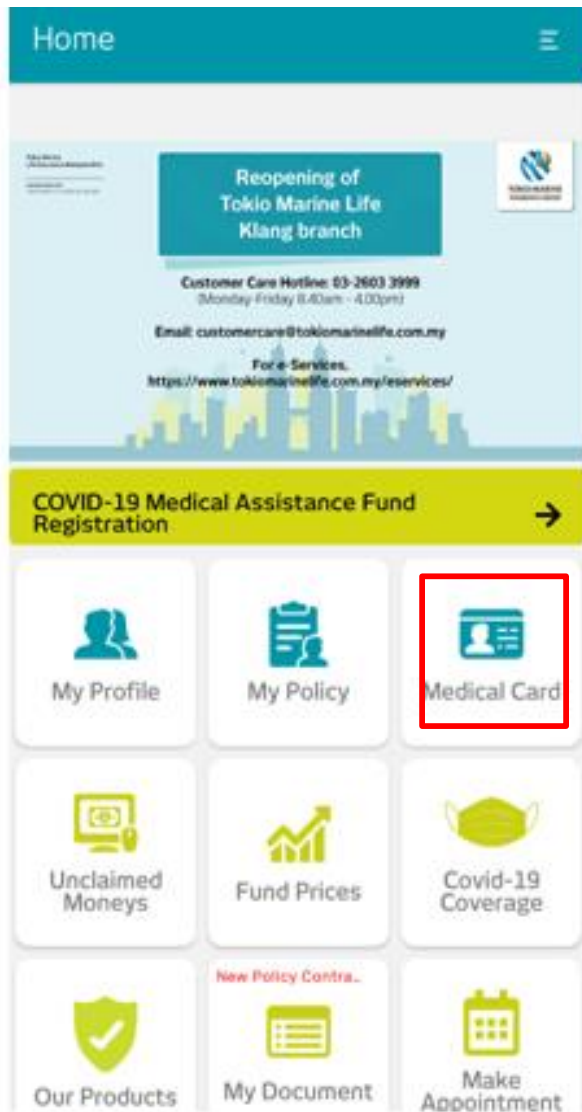 Home
Reopening of
Tokio Marine Life
Klang branch
TOKIO MARINE
Customer Care Hotline: 03-2603 3999
(Monday-Friday 8.40am - 4.00pm)
Email: customercare@tokiomarinelife.com.my
For e-Services,
https://www.tokiomarinelife.com.my/eservices/
COVID-19 Medical Assistance Fund
Registration
My Profile
My Policy
Medical Card
Unclaimed
Moneys
Fund Prices
Covid-19
Coverage
New Policy Contra..
Our Products
My Document
Make
Appointment